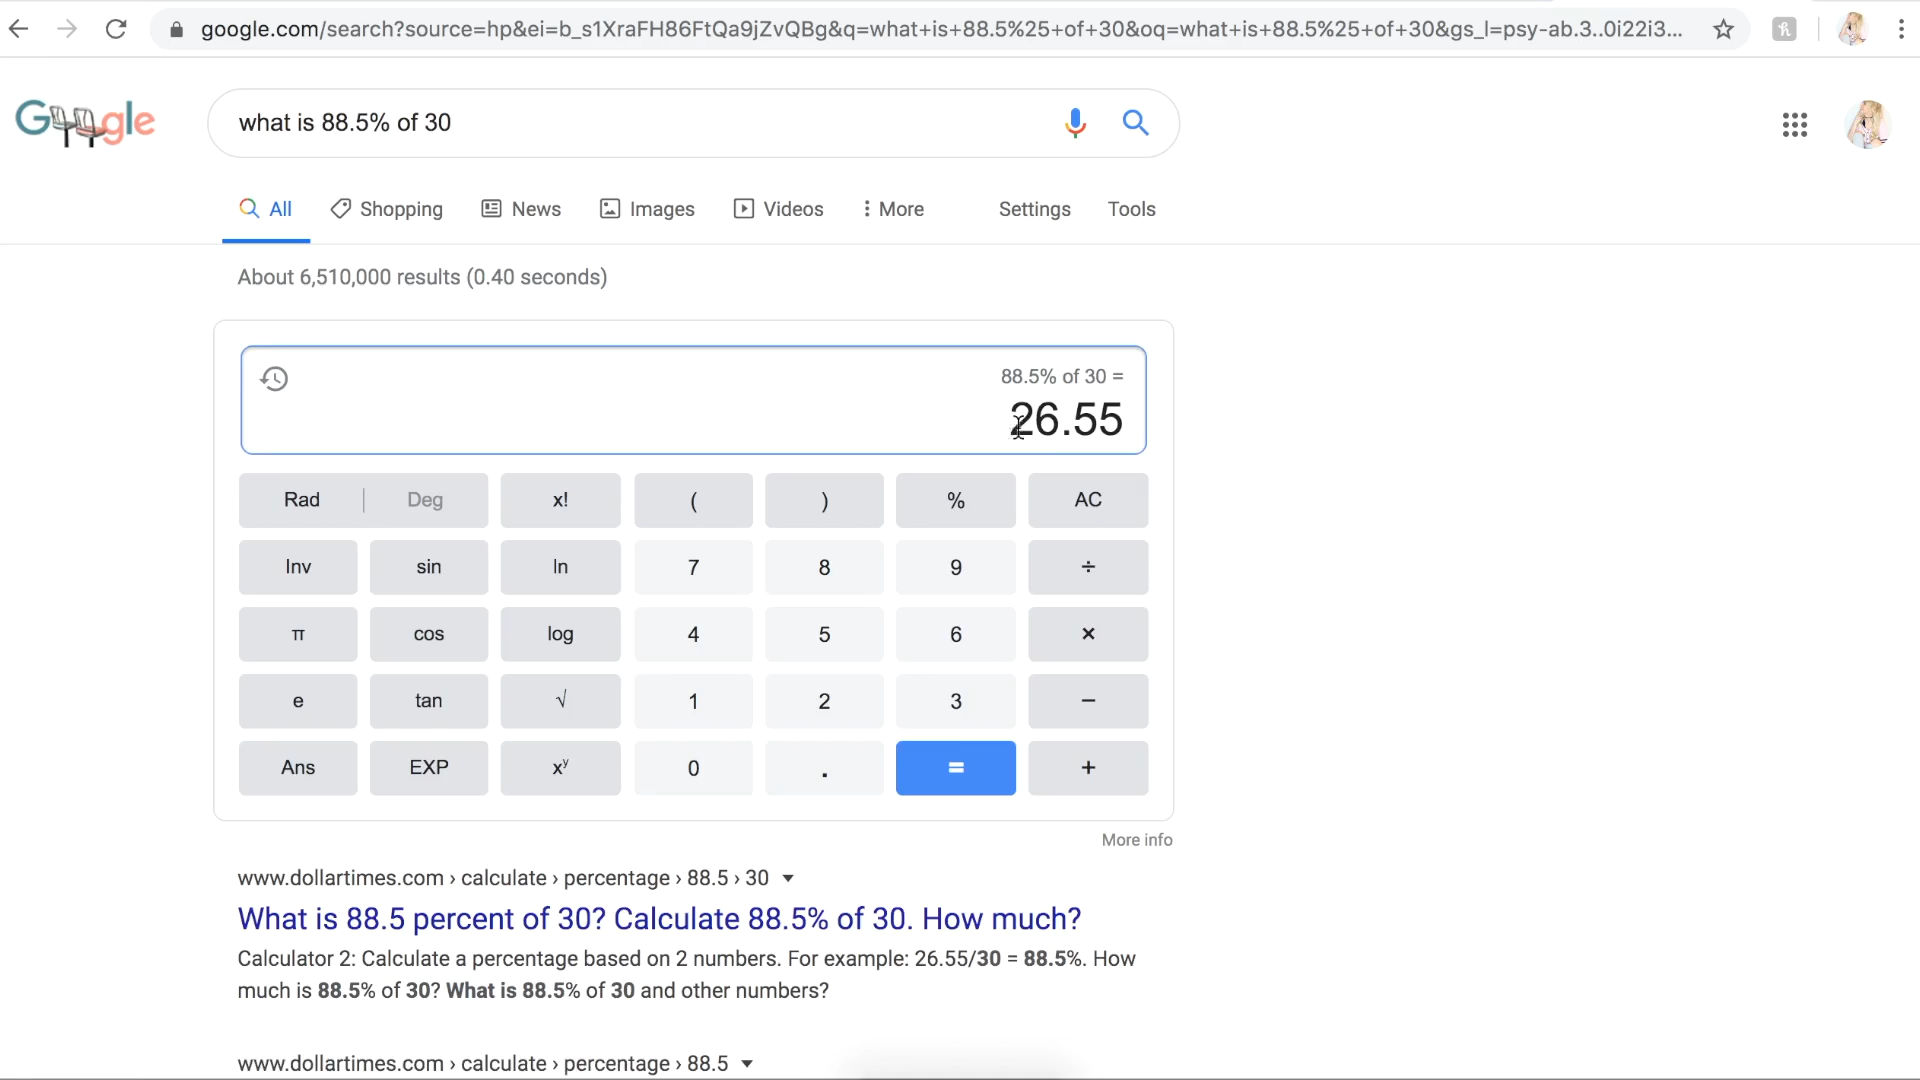 google.com/search?source=hp&ei=b_s1XraFH86FtQa9jZvQBg&q=what+is+88.5%25+of+30&oq=what+is+88.5%25+of+30&gs_l=psy-ab.3..0i22i3...
Google
what is 88.5% of 30
All Shopping News Images Videos More Settings Tools
About 6,510,000 results (0.40 seconds)
88.5% of 30 =
26.55
Rad Deg x! ( ) % AC
Inv sin ln 7 8 9 ÷
π cos log 4 5 6 ×
e tan √ 1 2 3 −
Ans EXP xʸ 0 . = +
More info
www.dollartimes.com › calculate › percentage › 88.5 › 30
What is 88.5 percent of 30? Calculate 88.5% of 30. How much?
Calculator 2: Calculate a percentage based on 2 numbers. For example: 26.55/30 = 88.5%. How
much is 88.5% of 30? What is 88.5% of 30 and other numbers?
www.dollartimes.com › calculate › percentage › 88.5